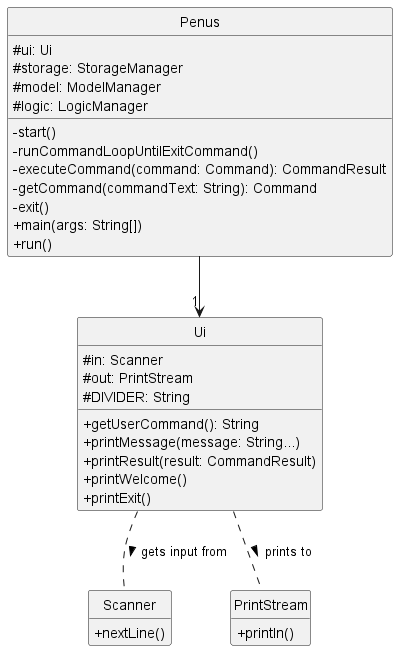 Penus
#ui: Ui
#storage: StorageManager
#model: ModelManager
#logic: LogicManager
-start()
-runCommandLoopUntilExitCommand()
-executeCommand(command: Command): CommandResult
-getCommand(commandText: String): Command
-exit()
+main(args: String[])
+run()
1
Ui
#in: Scanner
#out: PrintStream
#DIVIDER: String
+getUserCommand(): String
+printMessage(message: String...)
+printResult(result: CommandResult)
+printWelcome()
+printExit()
gets input from
prints to
Scanner
+nextLine()
PrintStream
+println()